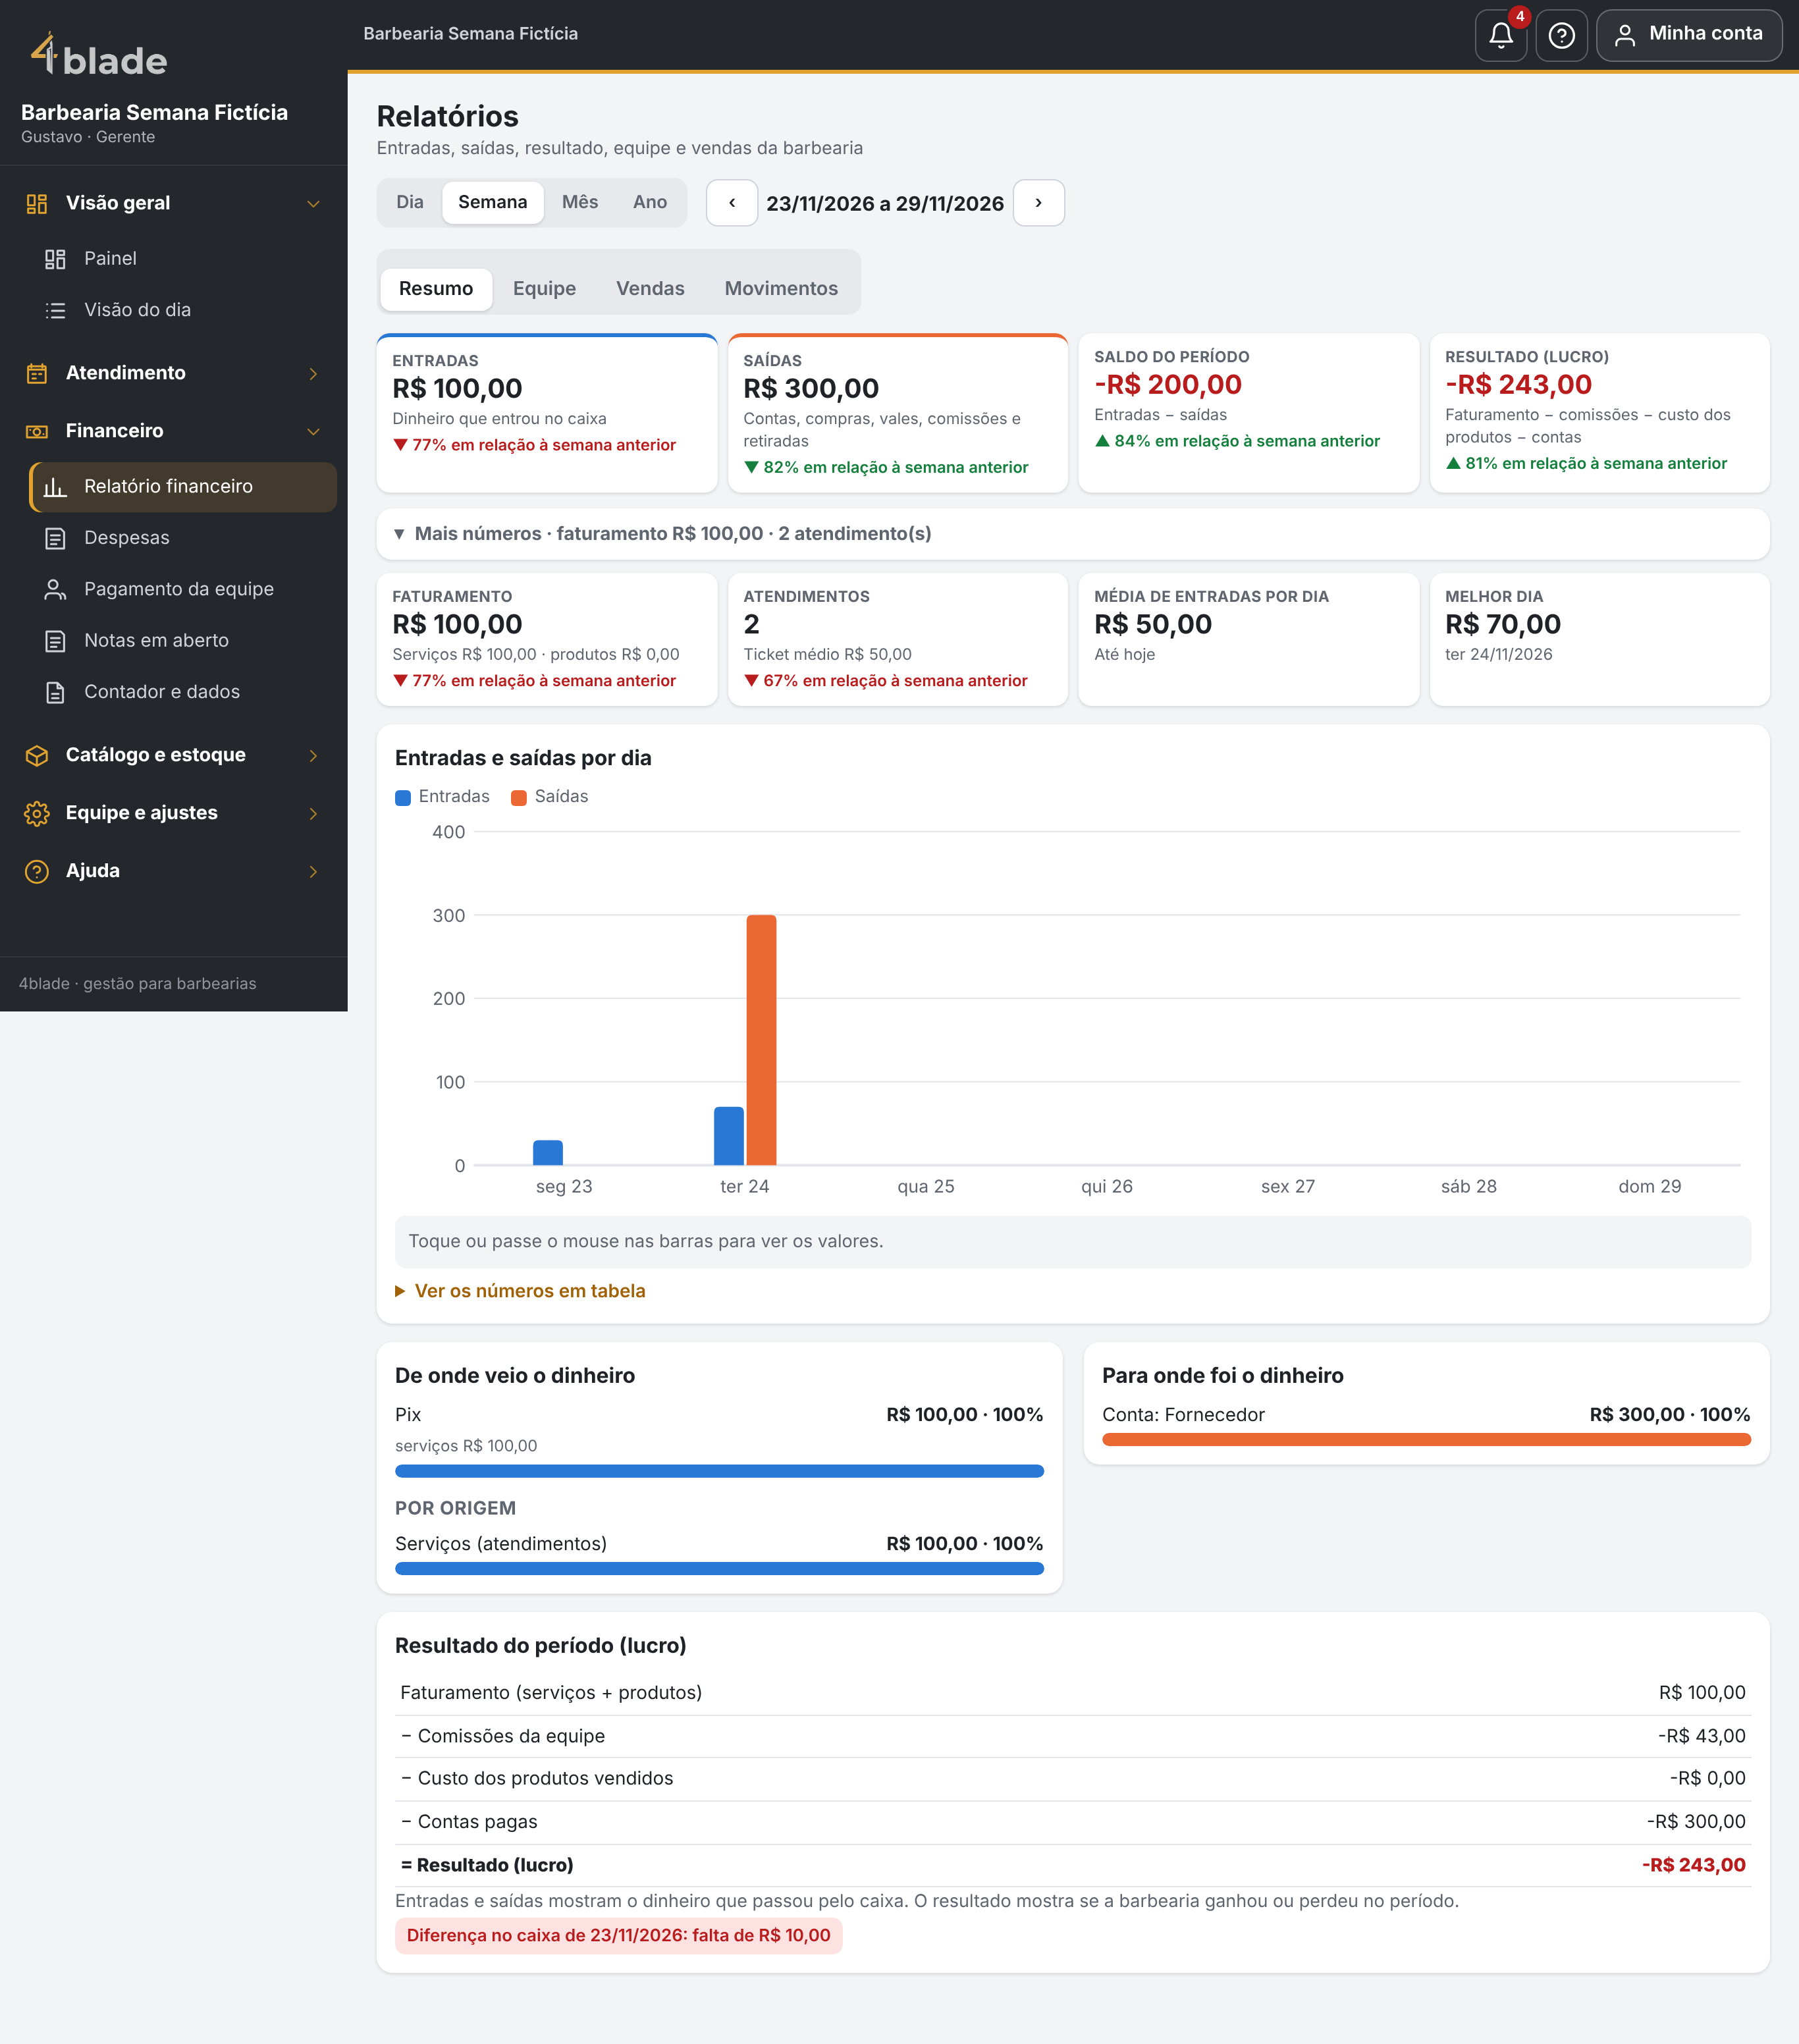 4blade
Barbearia Semana Fictícia
Gustavo · Gerente
Visão geral
Painel
Visão do dia
Atendimento
Financeiro
Relatório financeiro
Despesas
Pagamento da equipe
Notas em aberto
Contador e dados
Catálogo e estoque
Equipe e ajustes
Ajuda
4blade · gestão para barbearias
Barbearia Semana Fictícia
4
Minha conta
Relatórios
Entradas, saídas, resultado, equipe e vendas da barbearia
Dia Semana Mês Ano ‹ 23/11/2026 a 29/11/2026 ›
Resumo Equipe Vendas Movimentos
ENTRADAS
R$ 100,00
Dinheiro que entrou no caixa
▼ 77% em relação à semana anterior
SAÍDAS
R$ 300,00
Contas, compras, vales, comissões e
retiradas
▼ 82% em relação à semana anterior
SALDO DO PERÍODO
-R$ 200,00
Entradas − saídas
▲ 84% em relação à semana anterior
RESULTADO (LUCRO)
-R$ 243,00
Faturamento − comissões − custo dos
produtos − contas
▲ 81% em relação à semana anterior
▼ Mais números · faturamento R$ 100,00 · 2 atendimento(s)
FATURAMENTO
R$ 100,00
Serviços R$ 100,00 · produtos R$ 0,00
▼ 77% em relação à semana anterior
ATENDIMENTOS
2
Ticket médio R$ 50,00
▼ 67% em relação à semana anterior
MÉDIA DE ENTRADAS POR DIA
R$ 50,00
Até hoje
MELHOR DIA
R$ 70,00
ter 24/11/2026
Entradas e saídas por dia
Entradas Saídas
400
300
200
100
0
seg 23 ter 24 qua 25 qui 26 sex 27 sáb 28 dom 29
Toque ou passe o mouse nas barras para ver os valores.
▶ Ver os números em tabela
De onde veio o dinheiro
Pix R$ 100,00 · 100%
serviços R$ 100,00
POR ORIGEM
Serviços (atendimentos) R$ 100,00 · 100%
Para onde foi o dinheiro
Conta: Fornecedor R$ 300,00 · 100%
Resultado do período (lucro)
Faturamento (serviços + produtos) R$ 100,00
− Comissões da equipe -R$ 43,00
− Custo dos produtos vendidos -R$ 0,00
− Contas pagas -R$ 300,00
= Resultado (lucro) -R$ 243,00
Entradas e saídas mostram o dinheiro que passou pelo caixa. O resultado mostra se a barbearia ganhou ou perdeu no período.
Diferença no caixa de 23/11/2026: falta de R$ 10,00